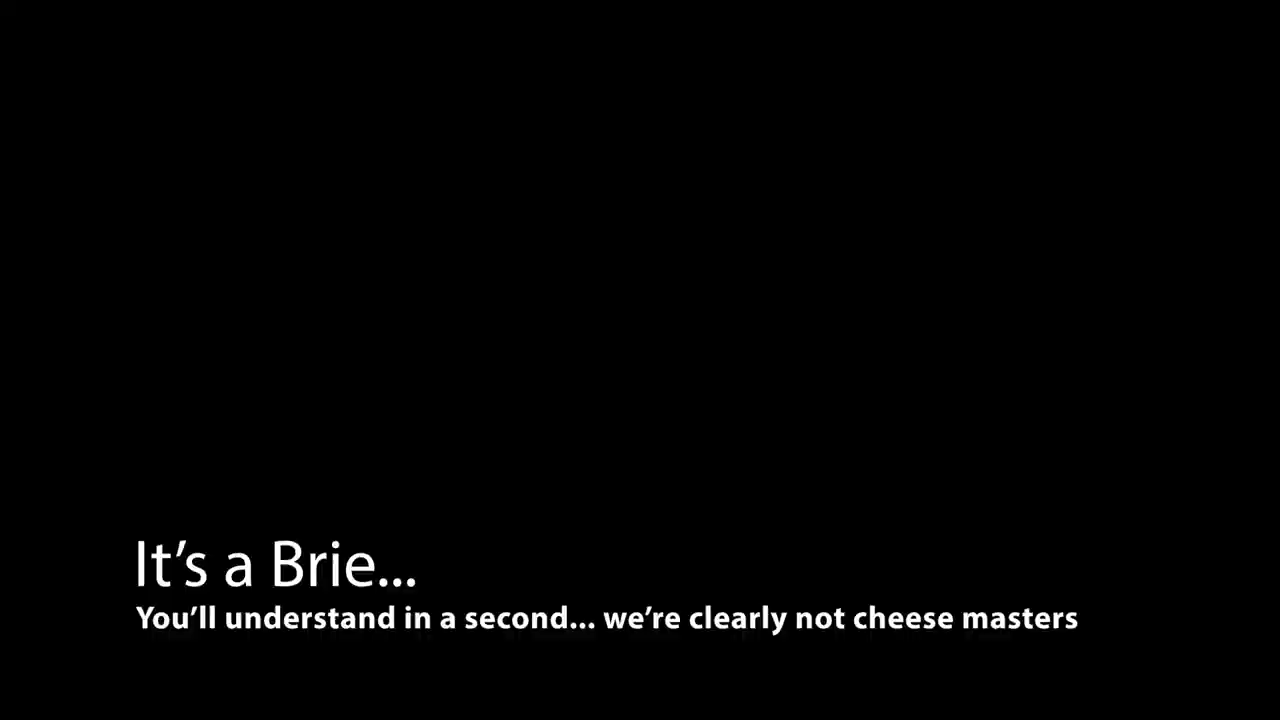 It’s a Brie...
You’ll understand in a second... we’re clearly not cheese masters